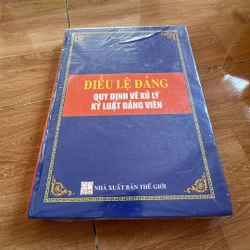 ĐIỀU LỆ ĐẢNG
QUY ĐỊNH VỀ XỬ LÝ
KỶ LUẬT ĐẢNG VIÊN
NHÀ XUẤT BẢN THẾ GIỚI